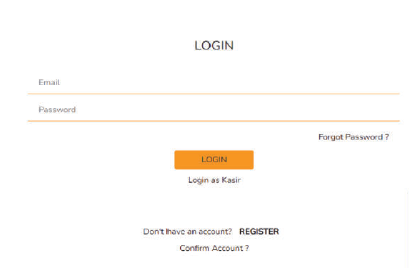 LOGIN
Email
Password
Forgot Password ?
LOGIN
Login as Kasir
Don't have an account? REGISTER
Confirm Account ?